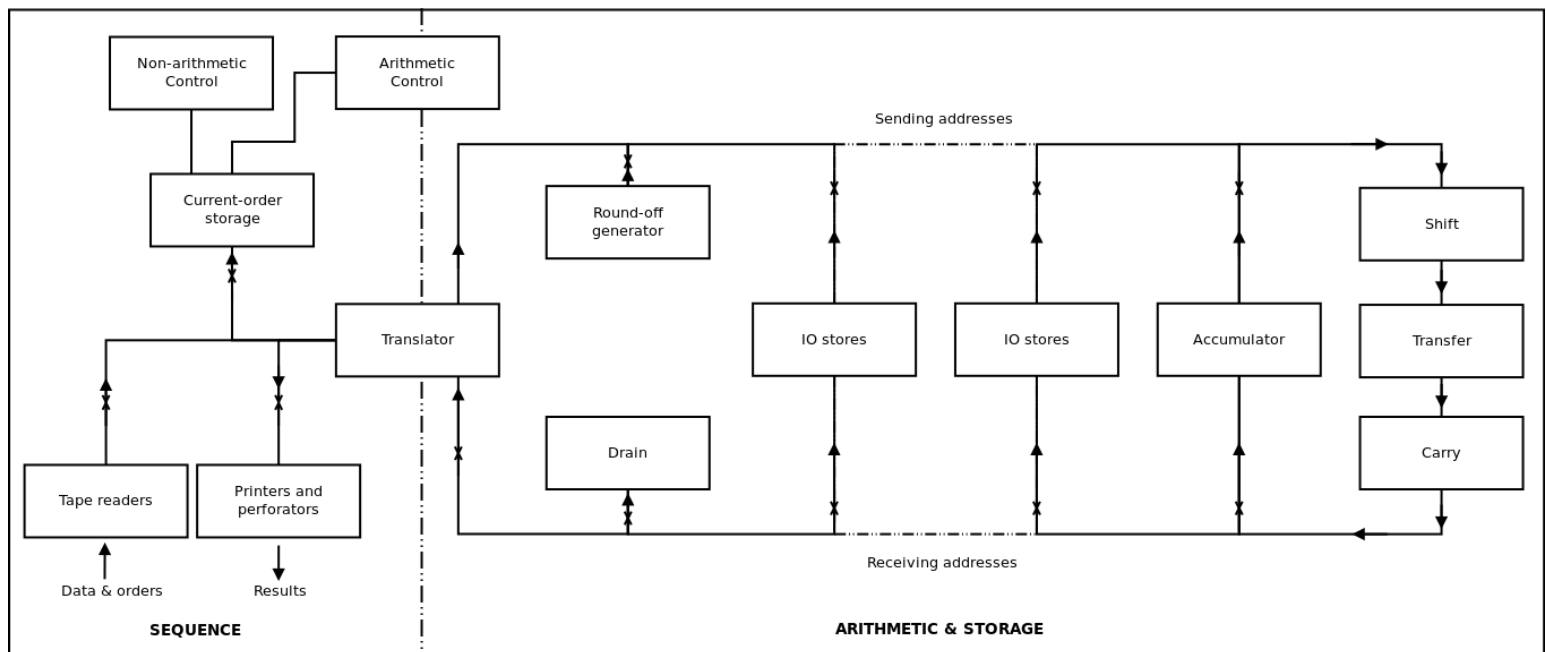 Non-arithmetic
Control
Arithmetic
Control
Sending addresses
Current-order
storage
Round-off
generator
Shift
Translator
IO stores
IO stores
Accumulator
Transfer
Drain
Carry
Tape readers
Printers and
perforators
Receiving addresses
Data & orders
Results
SEQUENCE
ARITHMETIC & STORAGE